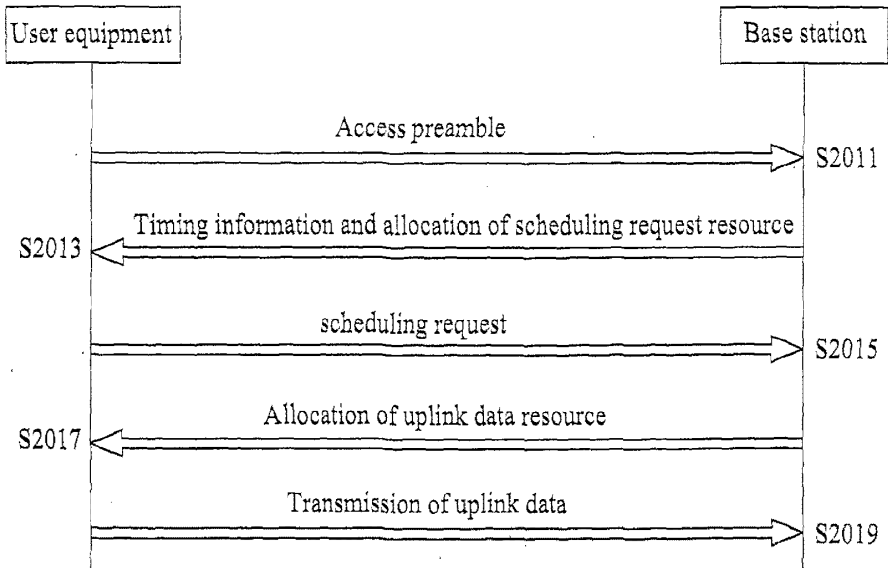 User equipment
Base station
Access preamble
S2011
Timing information and allocation of scheduling request resource
S2013
scheduling request
S2015
Allocation of uplink data resource
S2017
Transmission of uplink data
S2019